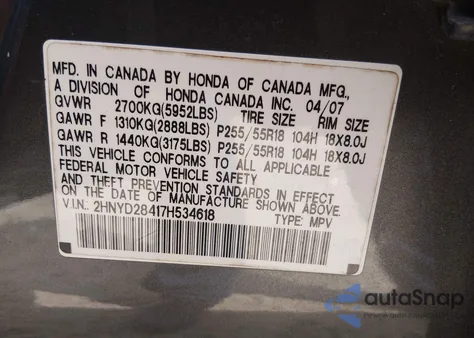 MFD. IN CANADA BY HONDA OF CANADA MFG.,
A DIVISION OF HONDA CANADA INC. 04/07
GVWR 2700KG(5952LBS) TIRE SIZE RIM SIZE
GAWR F 1310KG(2888LBS) P255/55R18 104H 18X8.0J
GAWR R 1440KG(3175LBS) P255/55R18 104H 18X8.0J
THIS VEHICLE CONFORMS TO ALL APPLICABLE
FEDERAL MOTOR VEHICLE SAFETY
AND THEFT PREVENTION STANDARDS IN EFFECT
ON THE DATE OF MANUFACTURE SHOWN ABOVE.
V.I.N.: 2HNYD28417H534618 TYPE: MPV
autoSnap